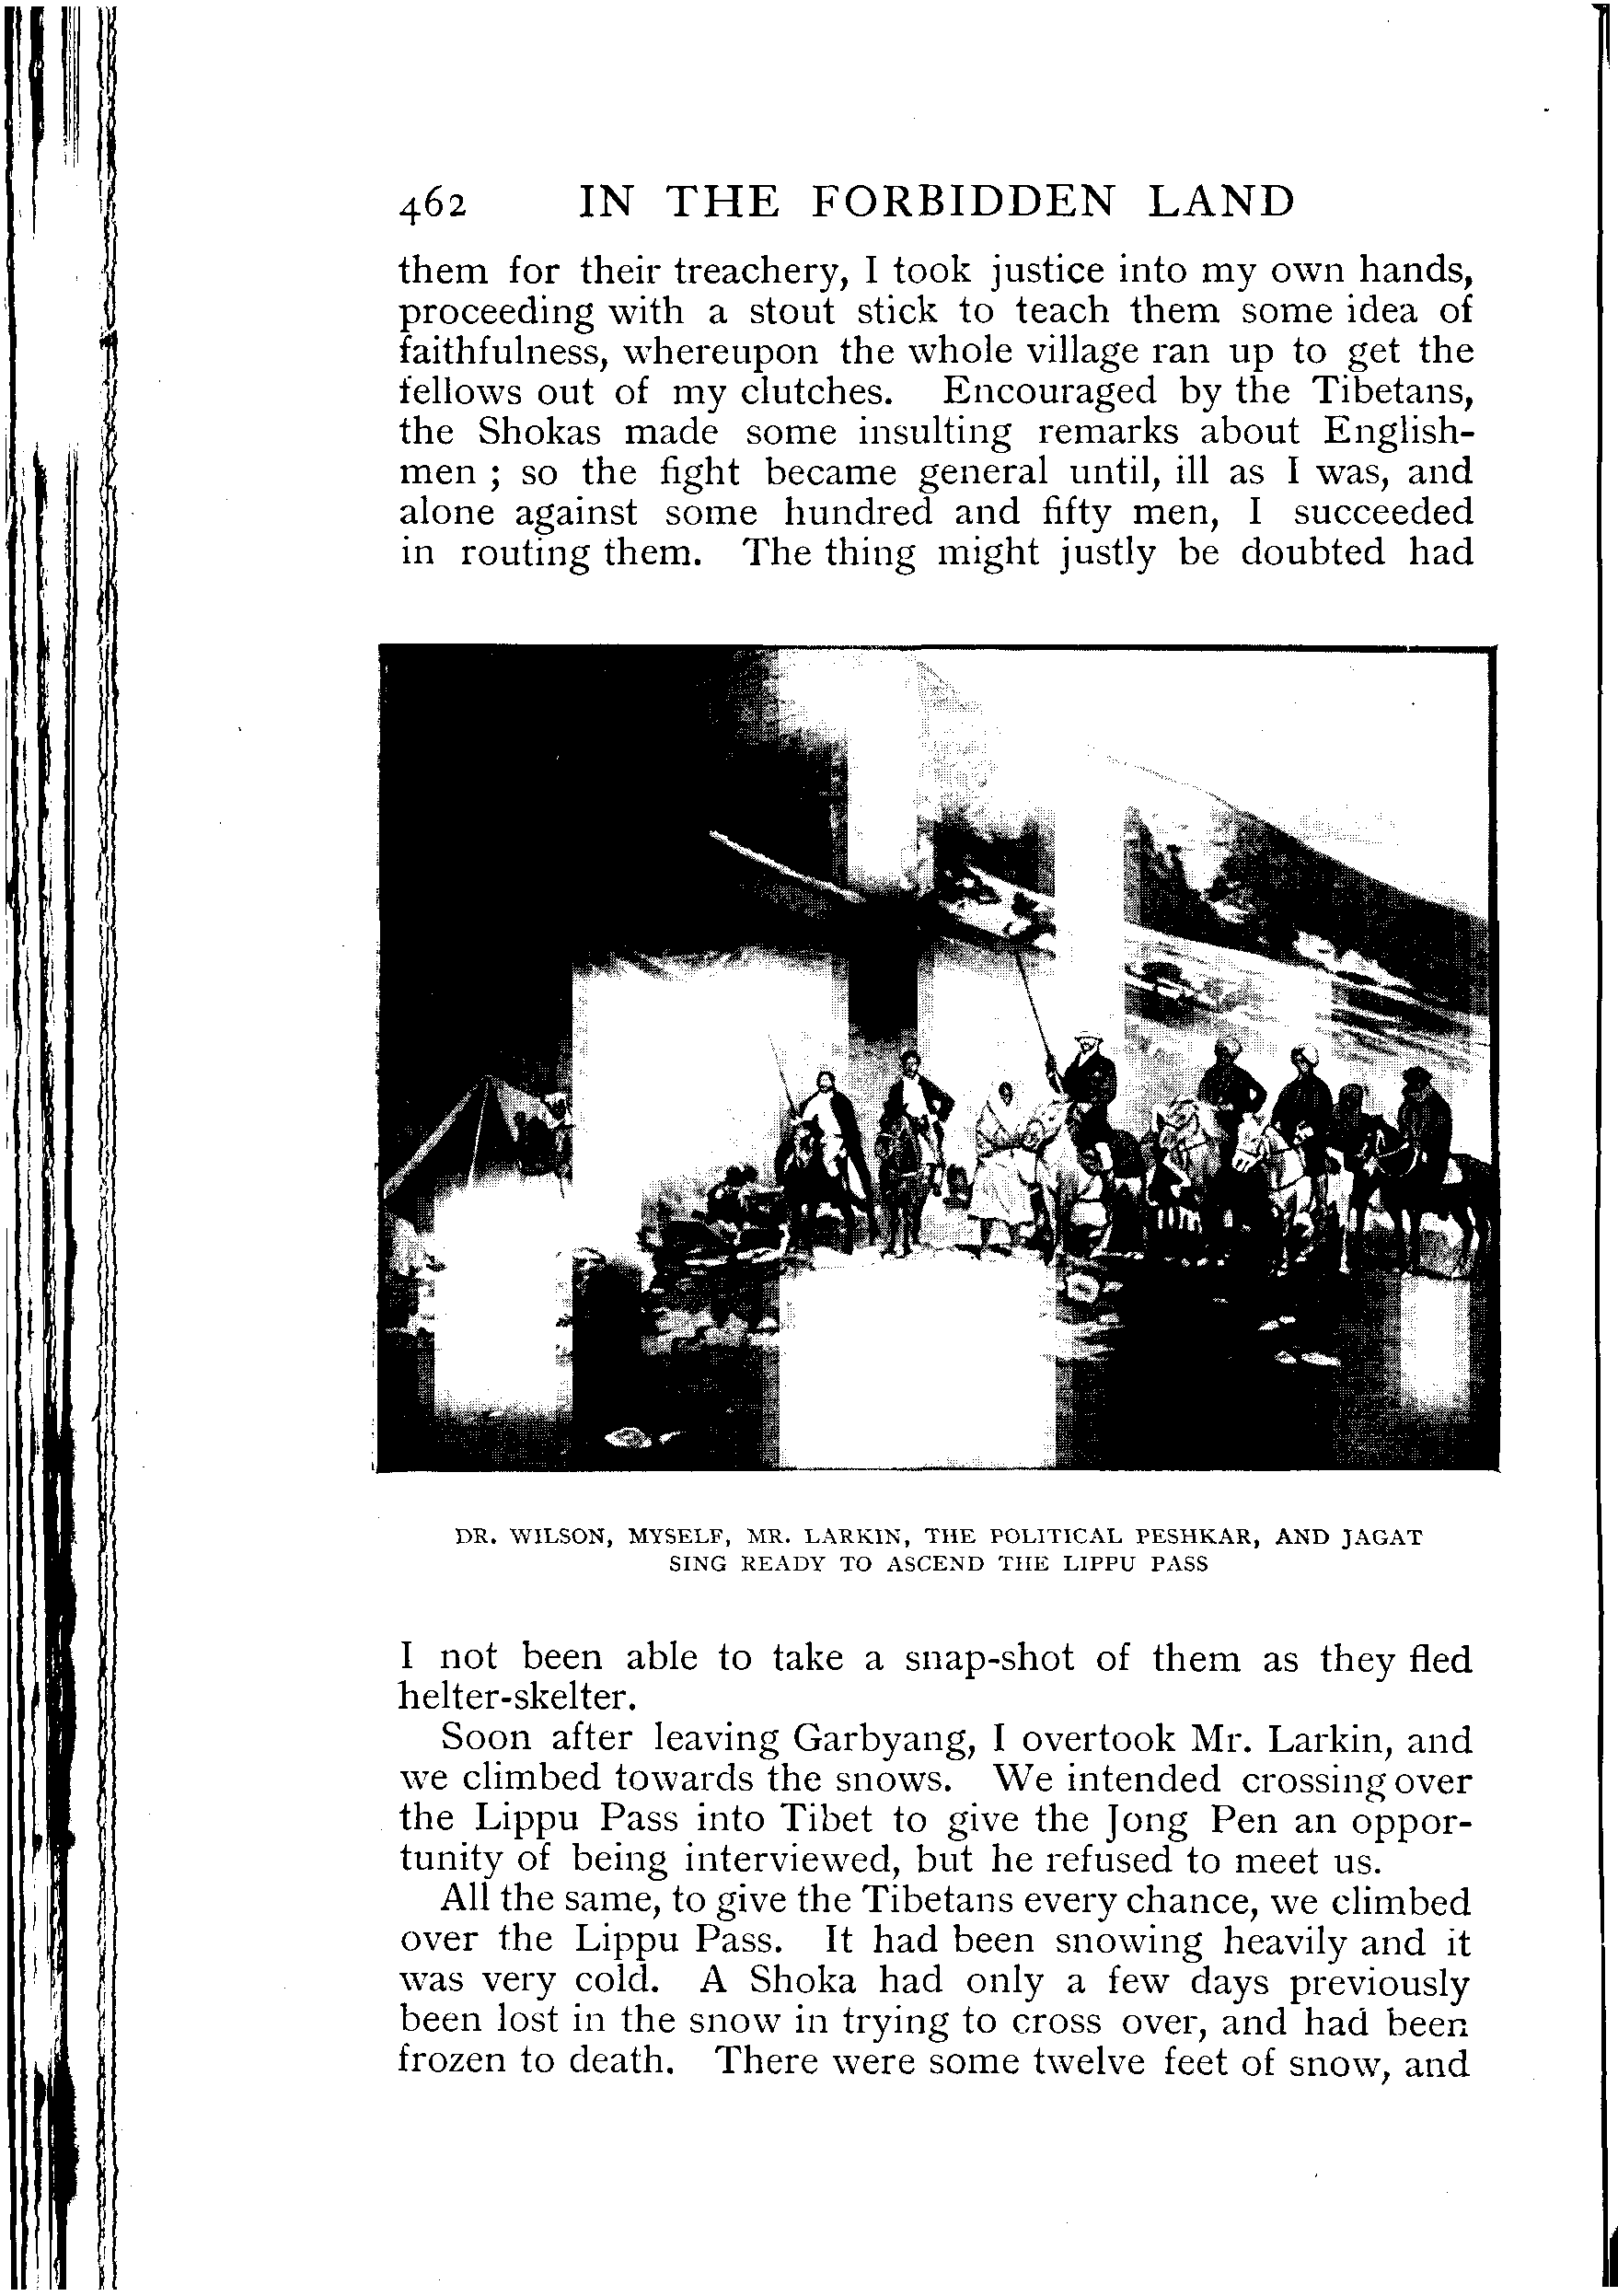 462 IN THE FORBIDDEN LAND
them for their treachery, I took justice into my own hands,
proceeding with a stout stick to teach them some idea of
faithfulness, whereupon the whole village ran up to get the
fellows out of my clutches. Encouraged by the Tibetans,
the Shokas made some insulting remarks about English-
men ; so the fight became general until, ill as I was, and
alone against some hundred and fifty men, I succeeded
in routing them. The thing might justly be doubted had
DR. WILSON, MYSELF, MR. LARKIN, THE POLITICAL PESHKAR, AND JAGAT
SING READY TO ASCEND THE LIPPU PASS
I not been able to take a snap-shot of them as they fled
helter-skelter.
Soon after leaving Garbyang, I overtook Mr. Larkin, and
we climbed towards the snows. We intended crossing over
the Lippu Pass into Tibet to give the Jong Pen an oppor-
tunity of being interviewed, but he refused to meet us.
All the same, to give the Tibetans every chance, we climbed
over the Lippu Pass. It had been snowing heavily and it
was very cold. A Shoka had only a few days previously
been lost in the snow in trying to cross over, and had been
frozen to death. There were some twelve feet of snow, and